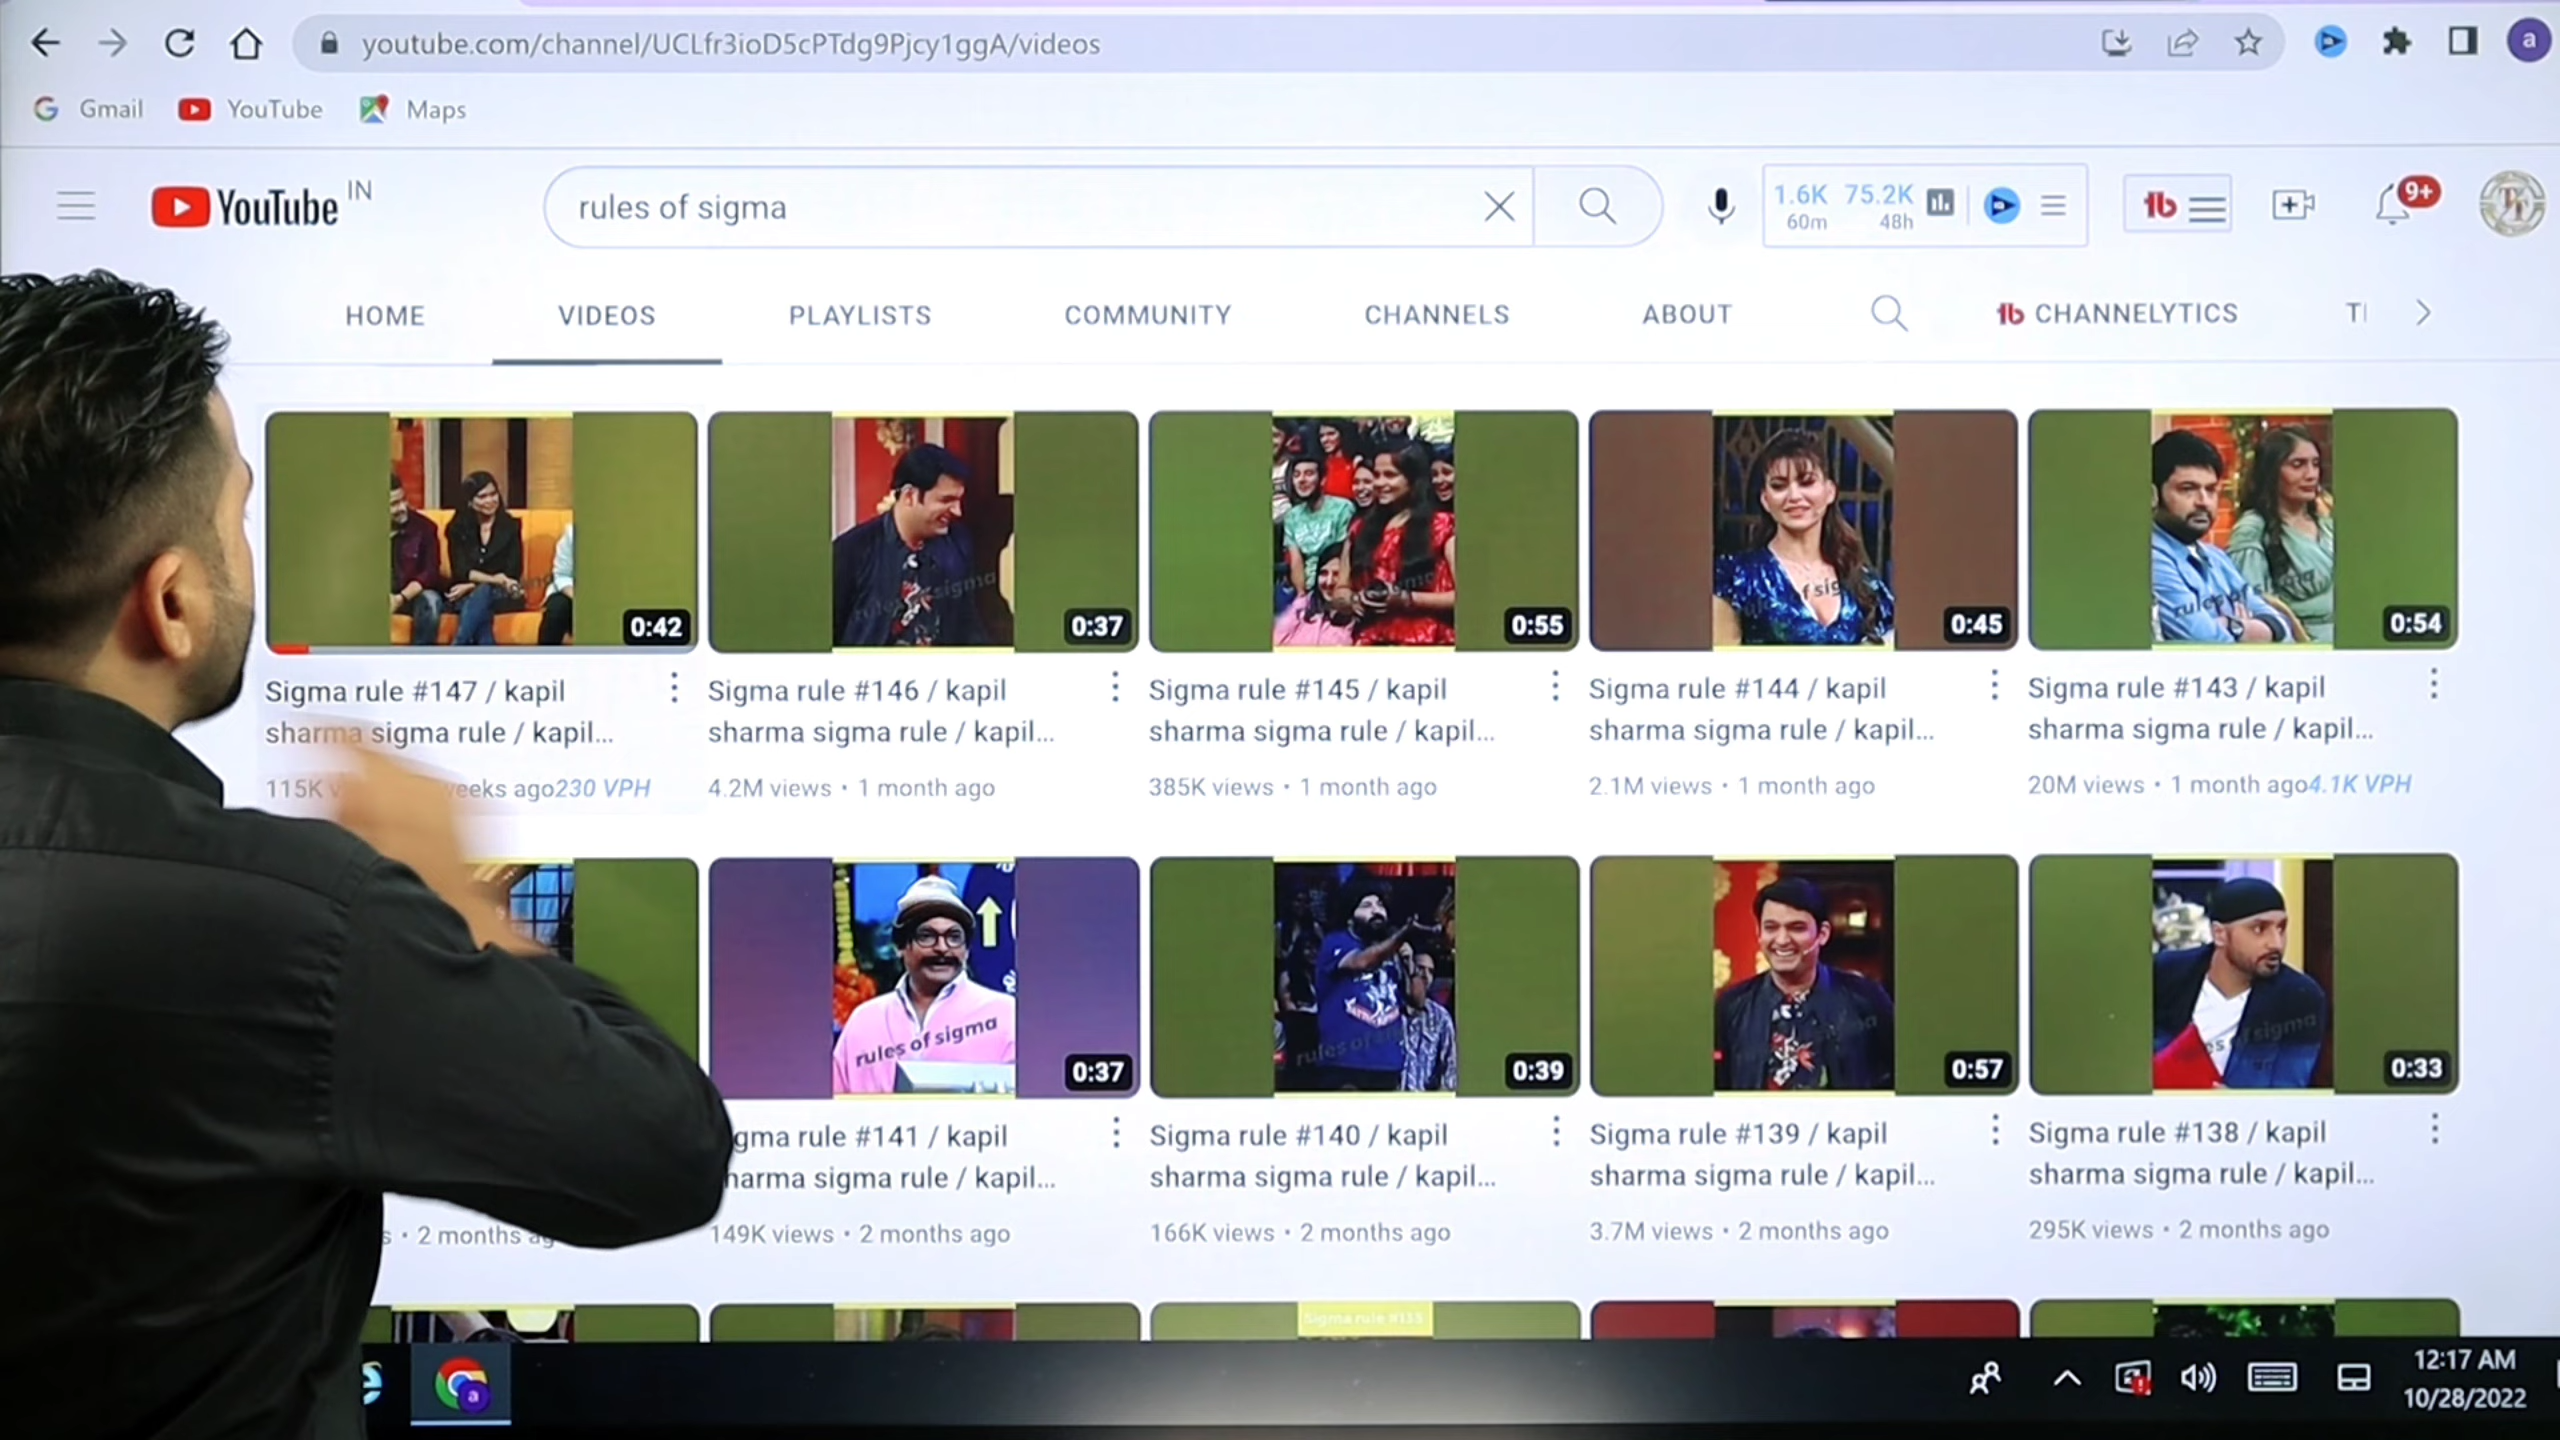 youtube.com/channel/UCLfr3ioD5cPTdg9Pjcy1ggA/videos
a
Gmail
YouTube
Maps
YouTube IN
rules of sigma
1.6K 75.2K
60m 48h
9+
HOME
VIDEOS
PLAYLISTS
COMMUNITY
CHANNELS
ABOUT
CHANNELYTICS
0:42
0:37
0:55
0:45
0:54
Sigma rule #147 / kapil
sharma sigma rule / kapil...
115K
weeks ago 230 VPH
Sigma rule #146 / kapil
sharma sigma rule / kapil...
4.2M views • 1 month ago
Sigma rule #145 / kapil
sharma sigma rule / kapil...
385K views • 1 month ago
Sigma rule #144 / kapil
sharma sigma rule / kapil...
2.1M views • 1 month ago
Sigma rule #143 / kapil
sharma sigma rule / kapil...
20M views • 1 month ago 4.1K VPH
rules of sigma
0:37
0:39
0:57
0:33
rule #141 / kapil
sigma rule / kapil...
149K views • 2 months ago
Sigma rule #140 / kapil
sharma sigma rule / kapil...
166K views • 2 months ago
Sigma rule #139 / kapil
sharma sigma rule / kapil...
3.7M views • 2 months ago
Sigma rule #138 / kapil
sharma sigma rule / kapil...
295K views • 2 months ago
• 2 months
Sigma rule
a
12:17 AM
10/28/2022